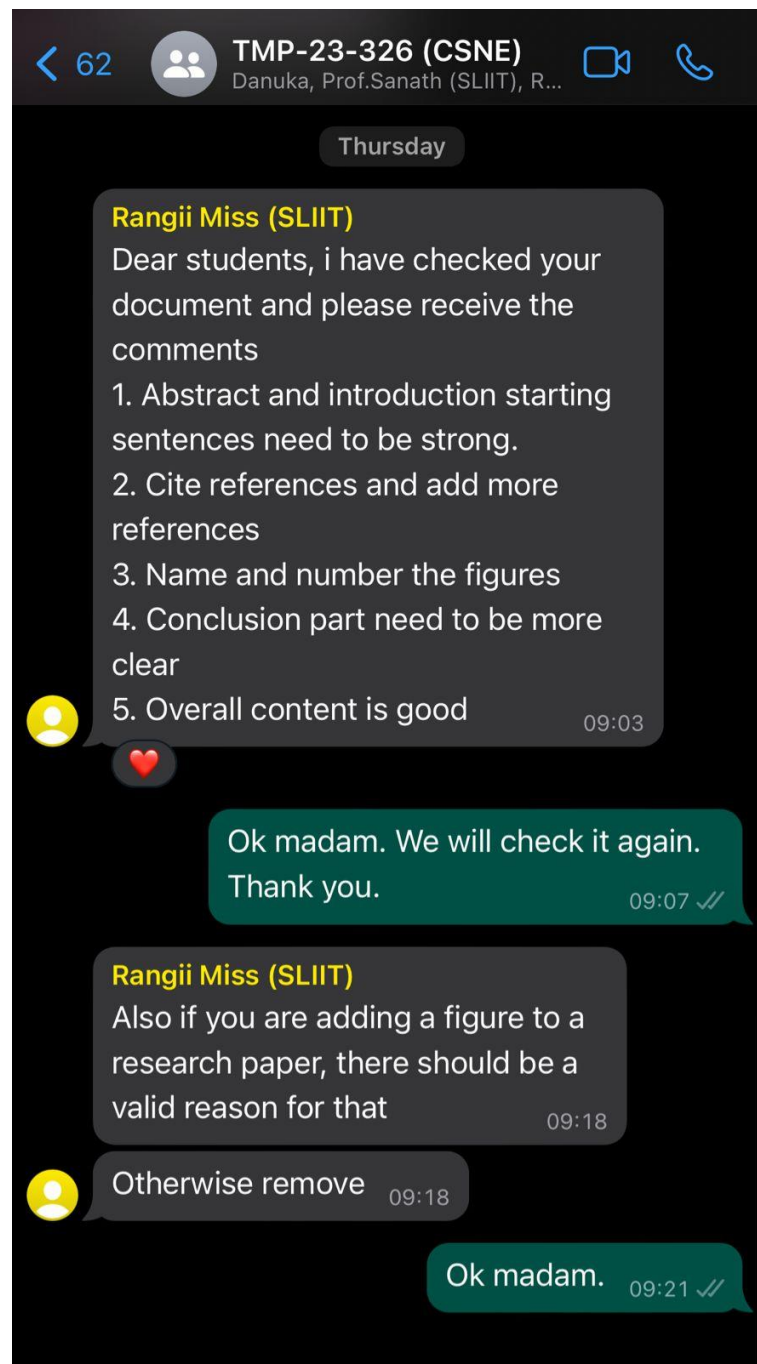 62
TMP-23-326 (CSNE)
Danuka, Prof.Sanath (SLIIT), R...
Thursday
Rangii Miss (SLIIT)
Dear students, i have checked your
document and please receive the
comments
1. Abstract and introduction starting
sentences need to be strong.
2. Cite references and add more
references
3. Name and number the figures
4. Conclusion part need to be more
clear
5. Overall content is good
09:03
Ok madam. We will check it again.
Thank you.
09:07
Rangii Miss (SLIIT)
Also if you are adding a figure to a
research paper, there should be a
valid reason for that
09:18
Otherwise remove 09:18
Ok madam. 09:21